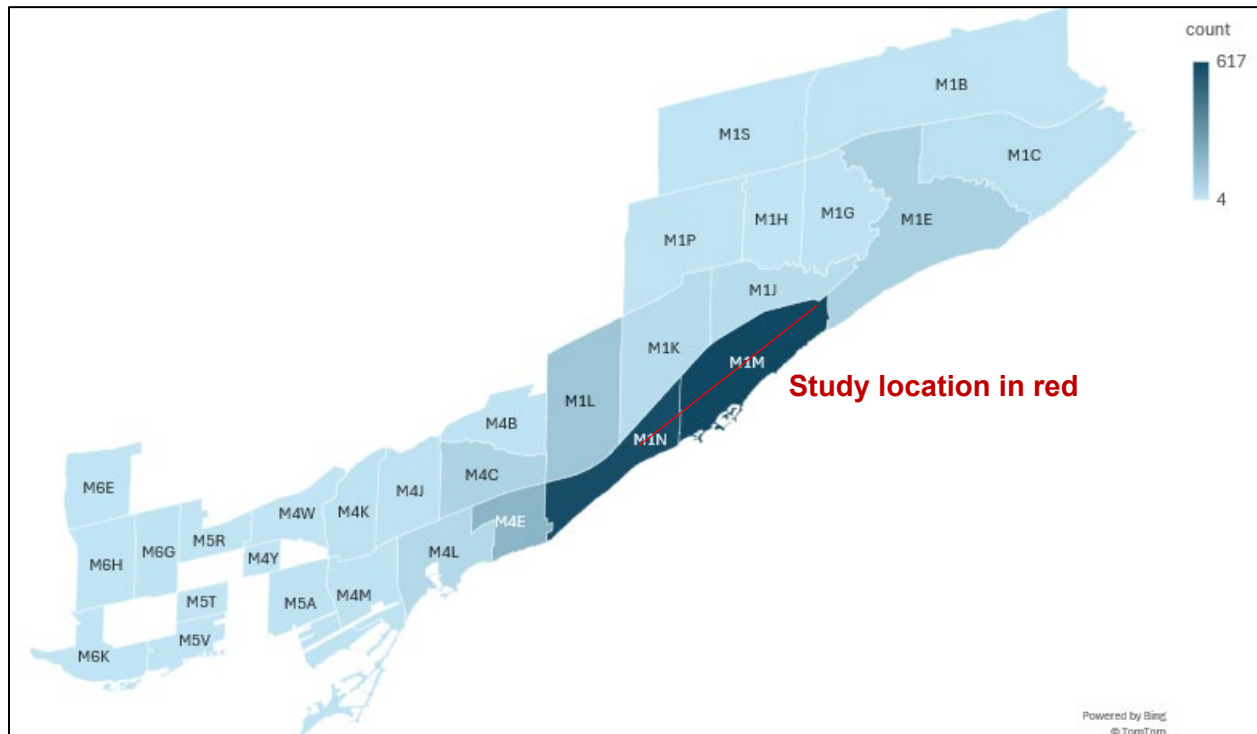 count
617
4
M1B
M1S
M1C
M1H
M1G
M1E
M1P
M1J
M1K
M1M
Study location in red
M1L
M1N
M4B
M4C
M4E
M6E
M4J
M4K
M4W
M5R
M6G
M6H
M4Y
M4L
M4M
M5A
M5T
M5V
M6K
Powered by Bing
© TomTom